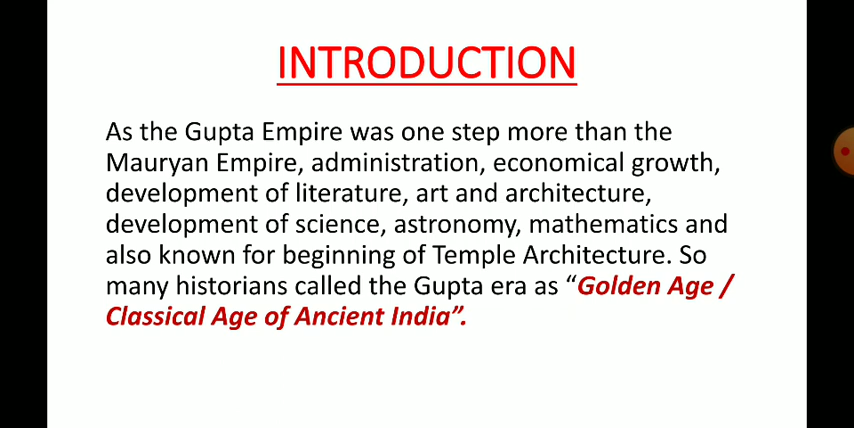 INTRODUCTION
As the Gupta Empire was one step more than the
Mauryan Empire, administration, economical growth,
development of literature, art and architecture,
development of science, astronomy, mathematics and
also known for beginning of Temple Architecture. So
many historians called the Gupta era as “Golden Age /
Classical Age of Ancient India”.